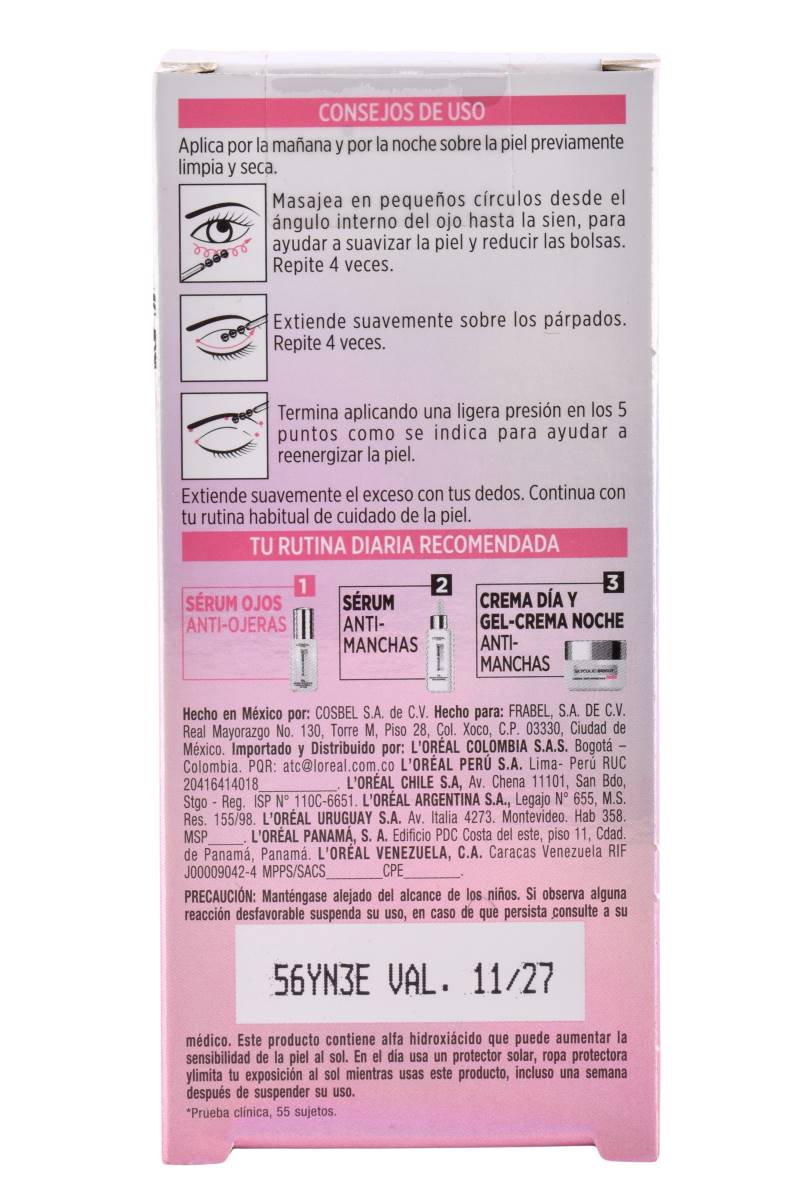 CONSEJOS DE USO
Aplica por la mañana y por la noche sobre la piel previamente
limpia y seca.
Masajea en pequeños círculos desde el
ángulo interno del ojo hasta la sien, para
ayudar a suavizar la piel y reducir las bolsas.
Repite 4 veces.
Extiende suavemente sobre los párpados.
Repite 4 veces.
Termina aplicando una ligera presión en los 5
puntos como se indica para ayudar a
reenergizar la piel.
Extiende suavemente el exceso con tus dedos. Continua con
tu rutina habitual de cuidado de la piel.
TU RUTINA DIARIA RECOMENDADA
1
SÉRUM OJOS
ANTI-OJERAS
2
SÉRUM
ANTI-
MANCHAS
3
CREMA DÍA Y
GEL-CREMA NOCHE
ANTI-
MANCHAS
Hecho en México por: COSBEL S.A. de C.V. Hecho para: FRABEL, S.A. DE C.V.
Real Mayorazgo No. 130, Torre M, Piso 28, Col. Xoco, C.P. 03330, Ciudad de
México. Importado y Distribuido por: L'ORÉAL COLOMBIA S.A.S. Bogotá –
Colombia. PQR: atc@loreal.com.co L'ORÉAL PERÚ S.A. Lima- Perú RUC
20416414018__________. L'ORÉAL CHILE S.A, Av. Chena 11101, San Bdo,
Stgo - Reg. ISP N° 110C-6651. L'ORÉAL ARGENTINA S.A., Legajo N° 655, M.S.
Res. 155/98. L'ORÉAL URUGUAY S.A. Av. Italia 4273. Montevideo. Hab 358.
MSP_____. L'ORÉAL PANAMÁ, S. A. Edificio PDC Costa del este, piso 11, Cdad.
de Panamá, Panamá. L'ORÉAL VENEZUELA, C.A. Caracas Venezuela RIF
J00009042-4 MPPS/SACS________CPE________.
PRECAUCIÓN: Manténgase alejado del alcance de los niños. Si observa alguna
reacción desfavorable suspenda su uso, en caso de que persista consulte a su
56YN3E VAL. 11/27
médico. Este producto contiene alfa hidroxiácido que puede aumentar la
sensibilidad de la piel al sol. En el día usa un protector solar, ropa protectora
ylimita tu exposición al sol mientras usas este producto, incluso una semana
después de suspender su uso.
*Prueba clínica, 55 sujetos.